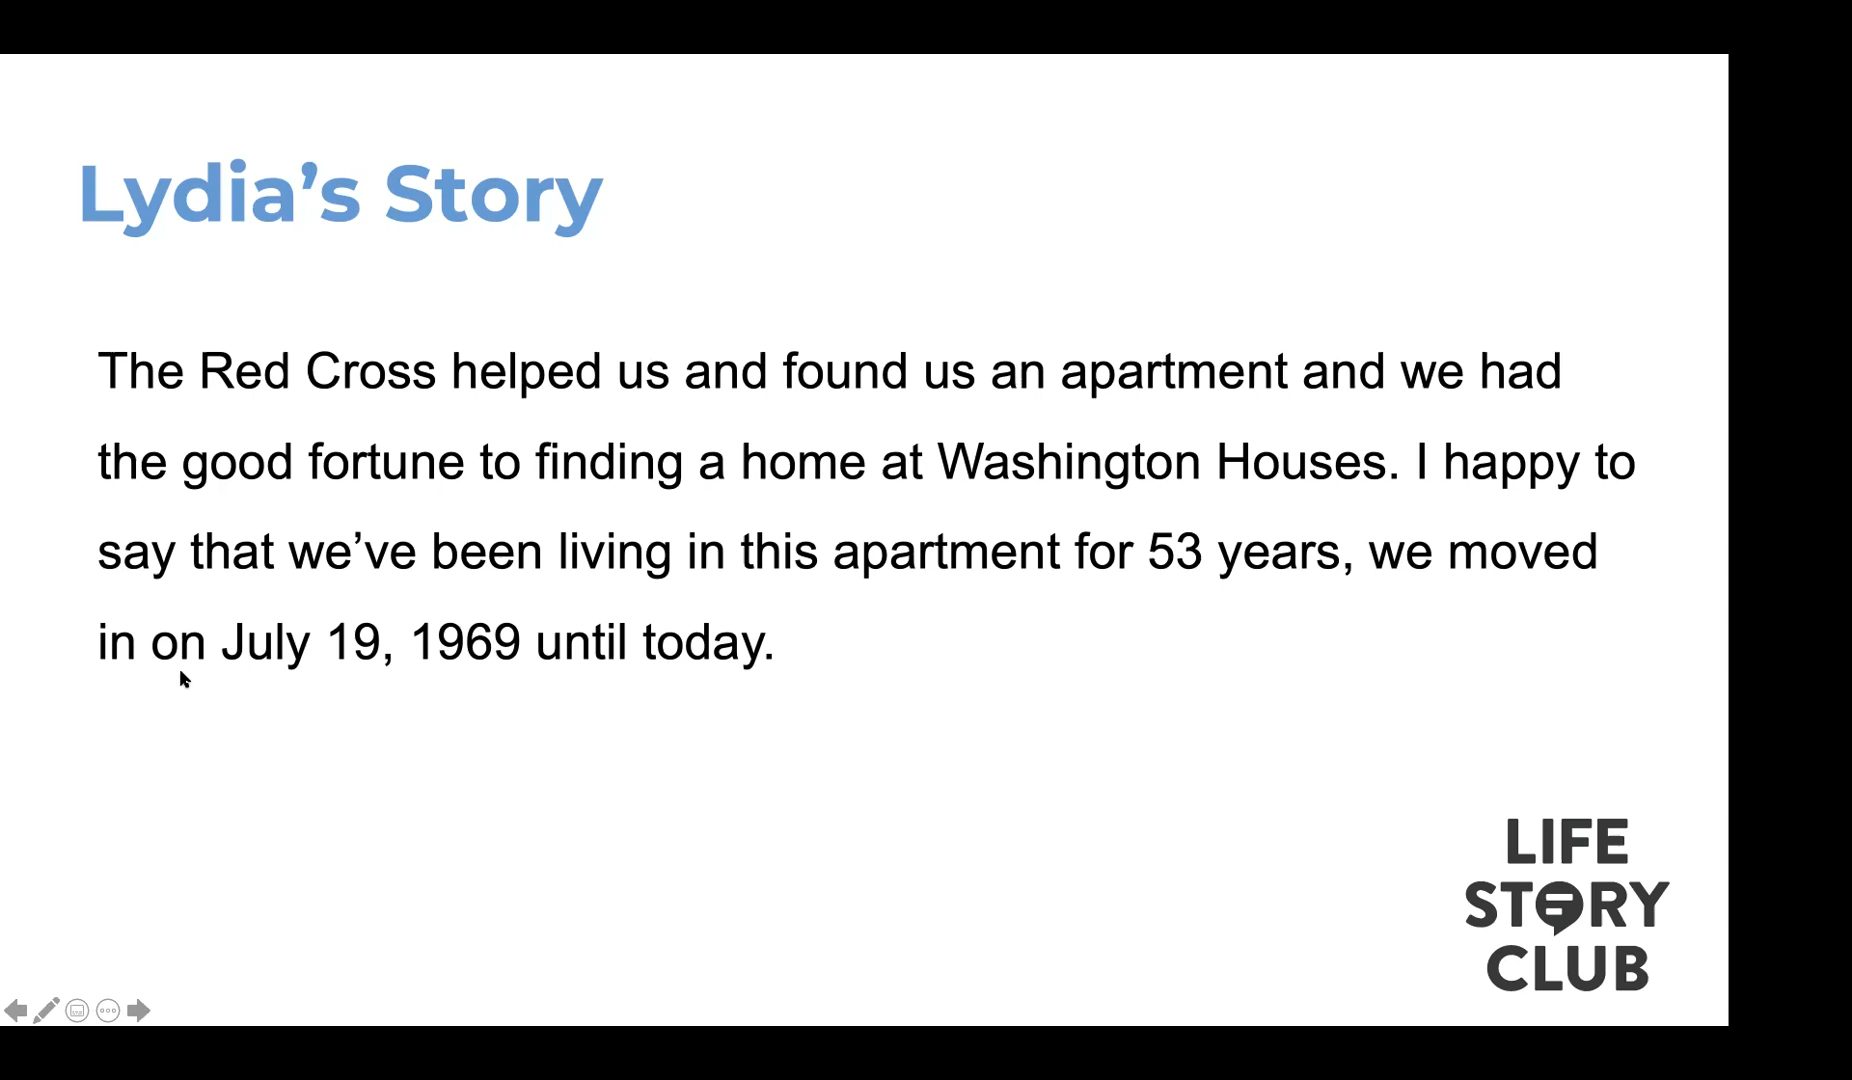 Lydia’s Story
The Red Cross helped us and found us an apartment and we had
the good fortune to finding a home at Washington Houses. I happy to
say that we’ve been living in this apartment for 53 years, we moved
in on July 19, 1969 until today.
LIFE
STORY
CLUB